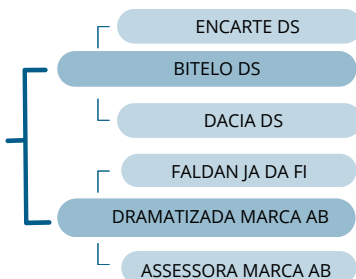 ENCARTE DS
BITELO DS
DACIA DS
FALDAN JA DA FI
DRAMATIZADA MARCA AB
ASSESSORA MARCA AB